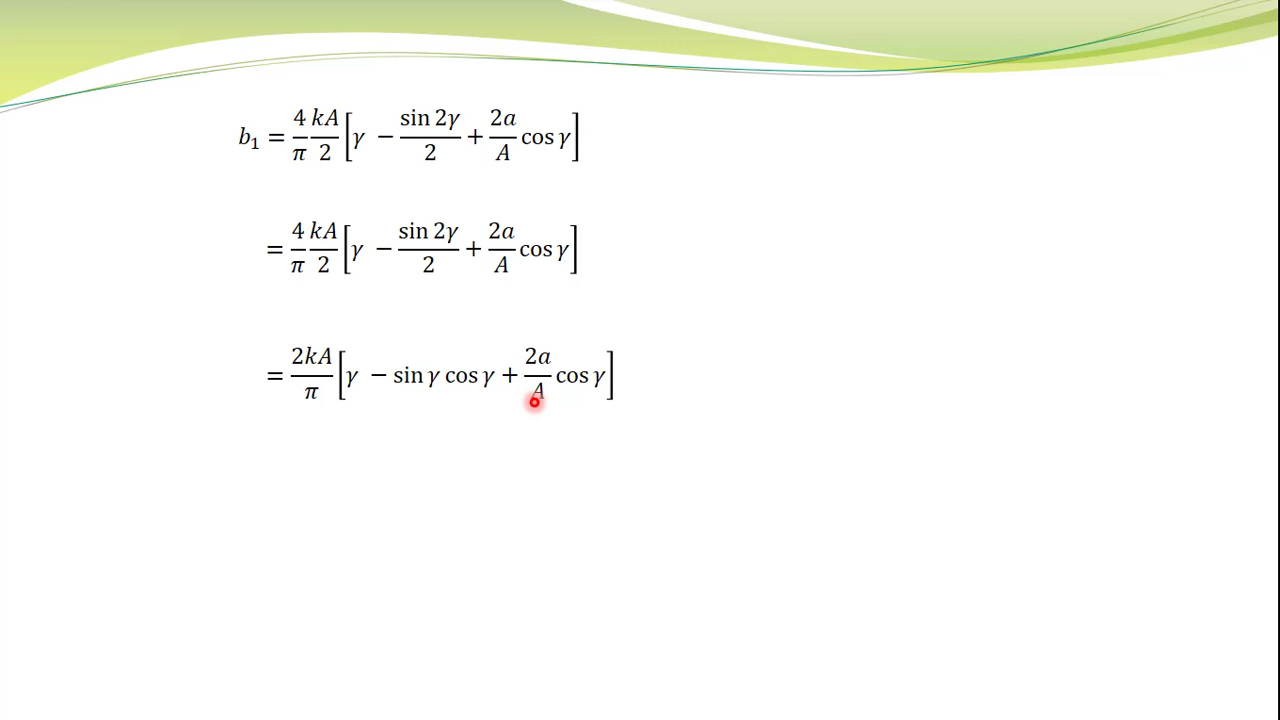 b₁ = 4/π kA/2 [γ − sin 2γ/2 + 2a/A cos γ]
= 4/π kA/2 [γ − sin 2γ/2 + 2a/A cos γ]
= 2kA/π [γ − sin γ cos γ + 2a/A cos γ]